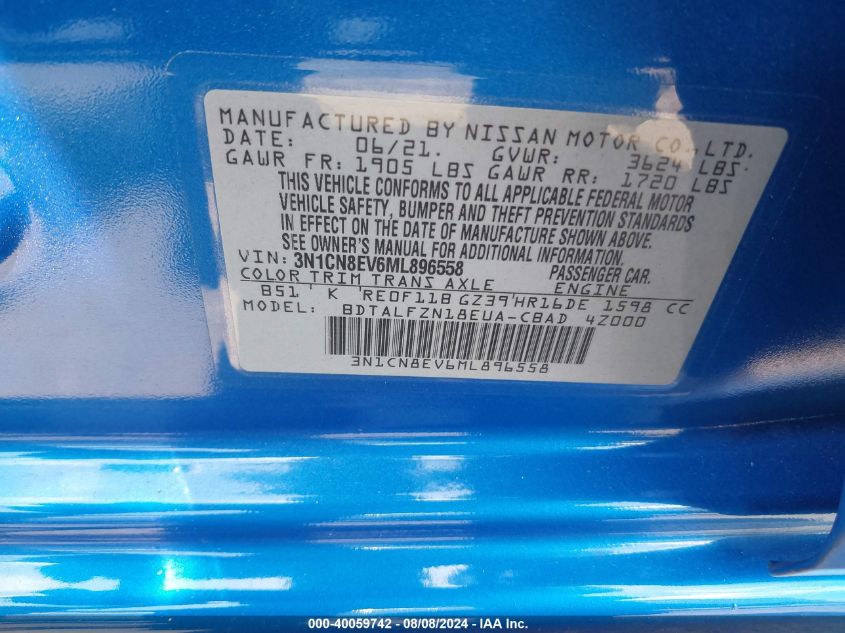 MANUFACTURED BY NISSAN MOTOR CO.,LTD.
DATE: 06/21. GVWR: 3624 LBS.
GAWR FR: 1905 LBS GAWR RR: 1720 LBS
THIS VEHICLE CONFORMS TO ALL APPLICABLE FEDERAL MOTOR
VEHICLE SAFETY, BUMPER AND THEFT PREVENTION STANDARDS
IN EFFECT ON THE DATE OF MANUFACTURE SHOWN ABOVE.
SEE OWNER'S MANUAL FOR ADDITIONAL INFORMATION.
VIN: 3N1CN8EV6ML896558 PASSENGER CAR.
COLOR TRIM TRANS AXLE ENGINE
B51 K RE0F11B GZ39 HR16DE 1598 CC
MODEL: BDTALFZN18EUA-CBAD 4Z000
3N1CN8EV6ML896558
000-40059742 - 08/08/2024 - IAA Inc.